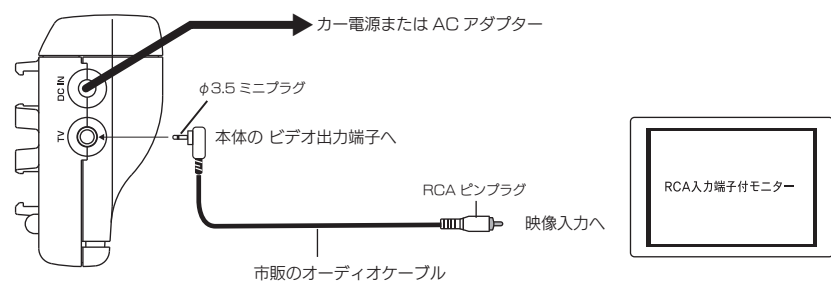 カー電源または AC アダプター
DC IN
φ3.5 ミニプラグ
TV
本体の ビデオ出力端子へ
RCA入力端子付モニター
RCA ピンプラグ
映像入力へ
市販のオーディオケーブル